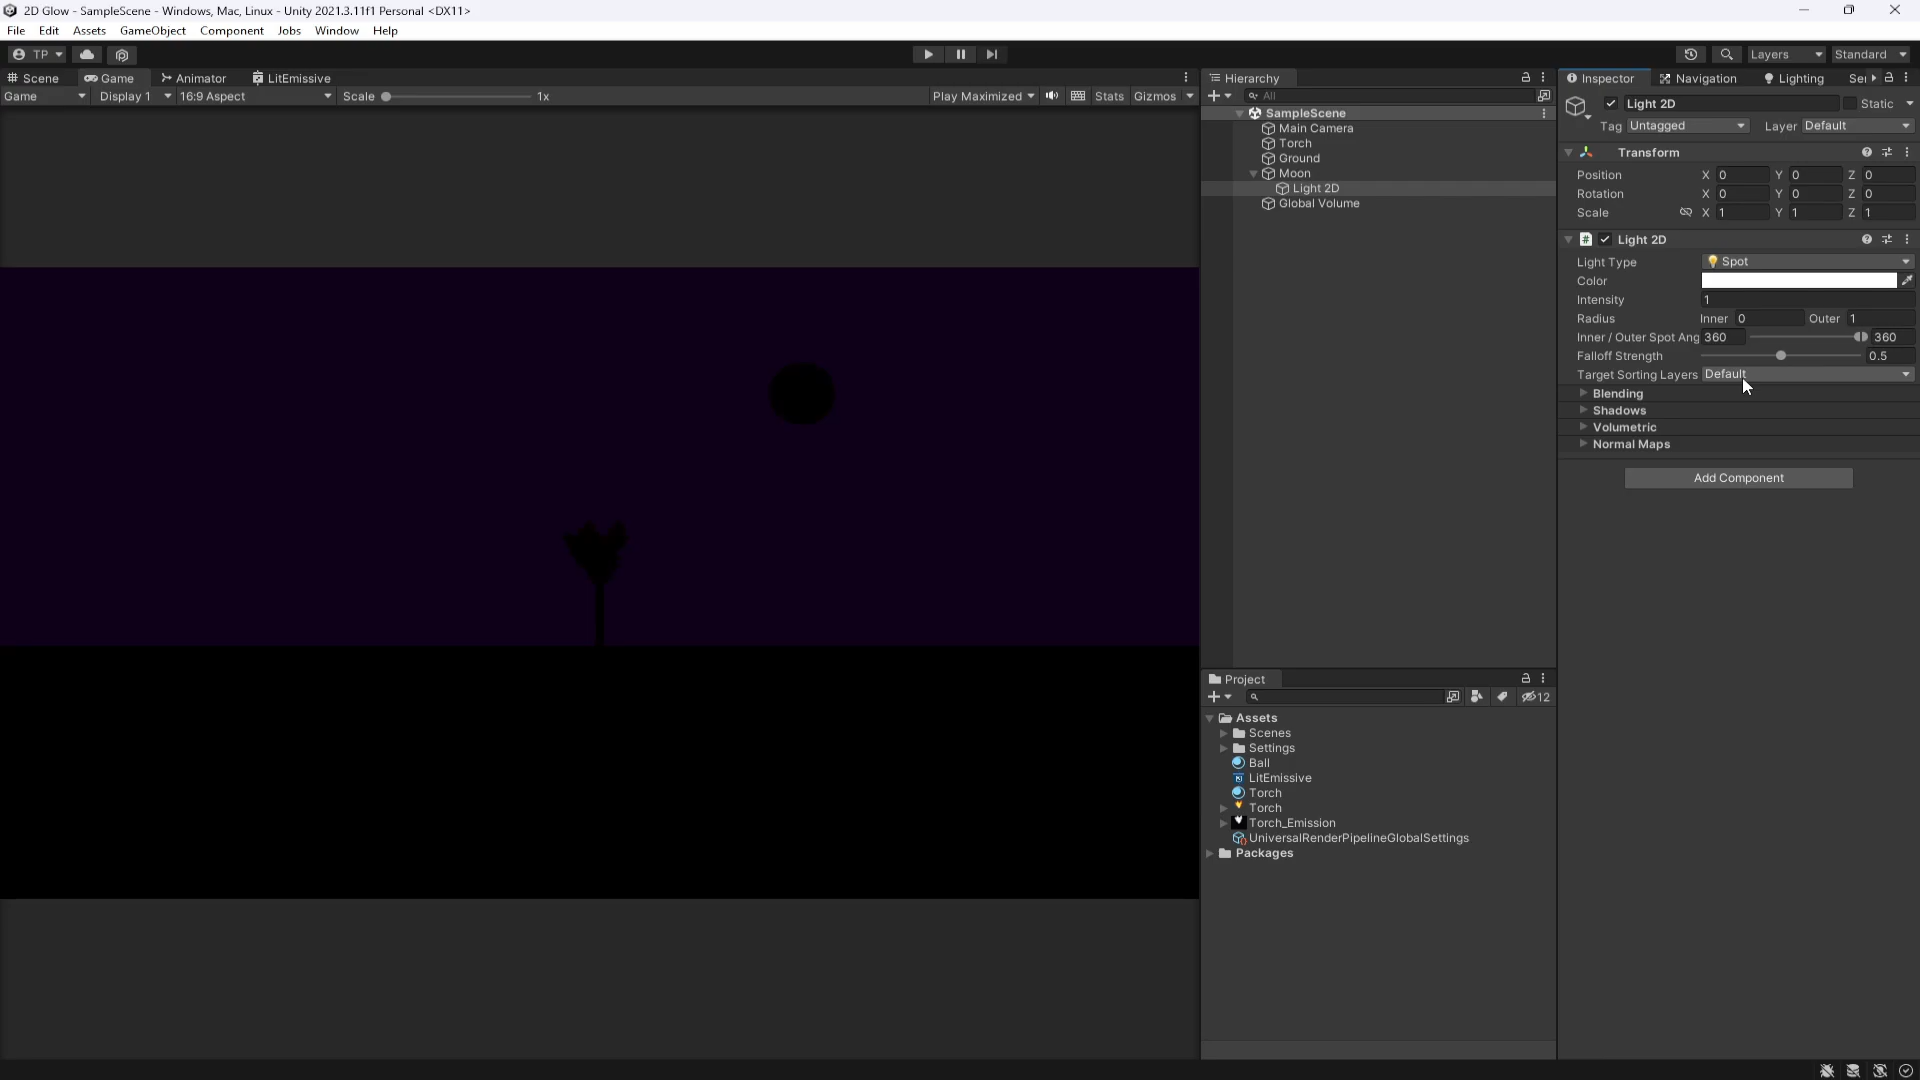 2D Glow - SampleScene - Windows, Mac, Linux - Unity 2021.3.11f1 Personal <DX11>
File Edit Assets GameObject Component Jobs Window Help
TP Layers Standard
Scene Game Animator LitEmissive
Game Display 1 16:9 Aspect Scale 1x Play Maximized Stats Gizmos
Hierarchy
All
SampleScene
Main Camera
Torch
Ground
Moon
Light 2D
Global Volume
Project
12
Assets
Scenes
Settings
Ball
LitEmissive
Torch
Torch
Torch_Emission
UniversalRenderPipelineGlobalSettings
Packages
Inspector Navigation Lighting
Light 2D Static
Tag Untagged Layer Default
Transform
Position X 0 Y 0 Z 0
Rotation X 0 Y 0 Z 0
Scale X 1 Y 1 Z 1
# Light 2D
Light Type Spot
Color
Intensity 1
Radius Inner 0 Outer 1
Inner / Outer Spot Ang 360 360
Falloff Strength 0.5
Target Sorting Layers Default
Blending
Shadows
Volumetric
Normal Maps
Add Component